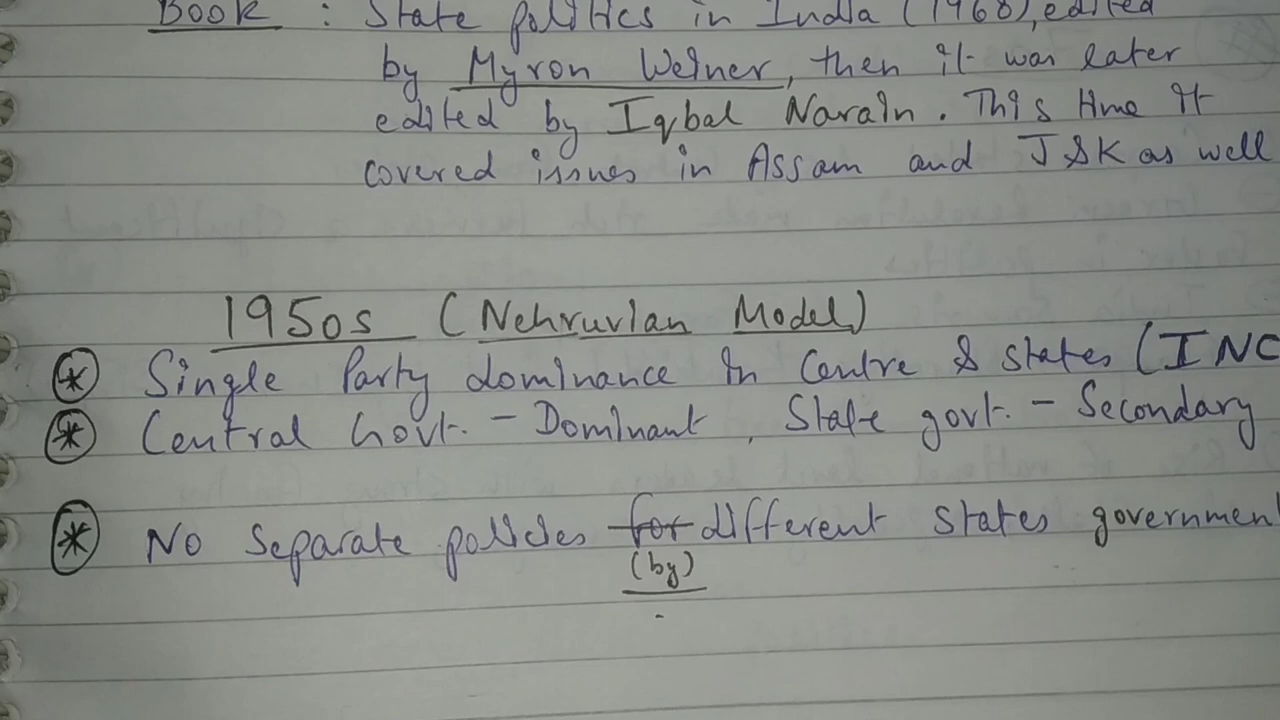 Book : State politics in India (1968), edited
by Myron Weiner, then it was later
edited by Iqbal Narain. This time it
covered issues in Assam and J&K as well
1950s (Nehruvian Model)
Single Party dominance in Centre & states (INC
Central Govt. - Dominant, State govt. - Secondary
No Separate policies for different states governmen
(by)